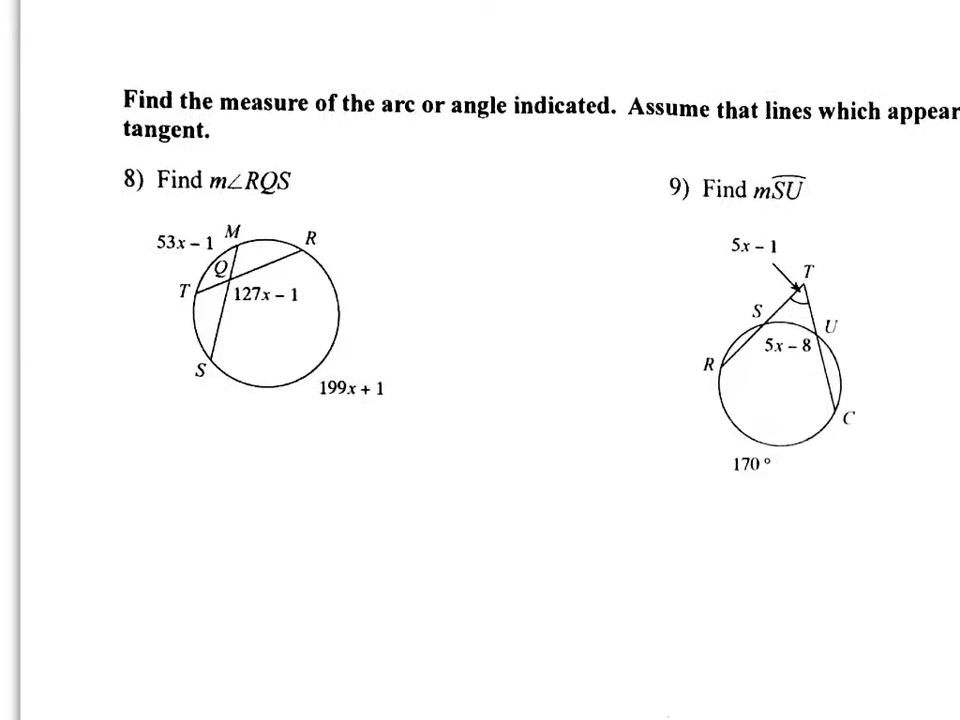 Find the measure of the arc or angle indicated. Assume that lines which appear
tangent.
8) Find m∠RQS
9) Find mSU
53x − 1
M
R
Q
T
127x − 1
S
199x + 1
5x − 1
T
S
U
5x − 8
R
C
170 °